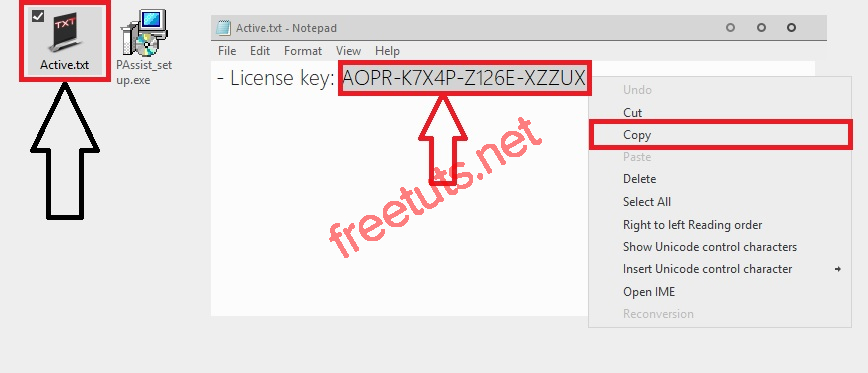 TXT
Active.txt
PAssist_set
up.exe
Active.txt - Notepad
File Edit Format View Help
- License key: AOPR-K7X4P-Z126E-XZZUX
Undo
Cut
Copy
Paste
Delete
Select All
Right to left Reading order
Show Unicode control characters
Insert Unicode control character
Open IME
Reconversion
freetuts.net